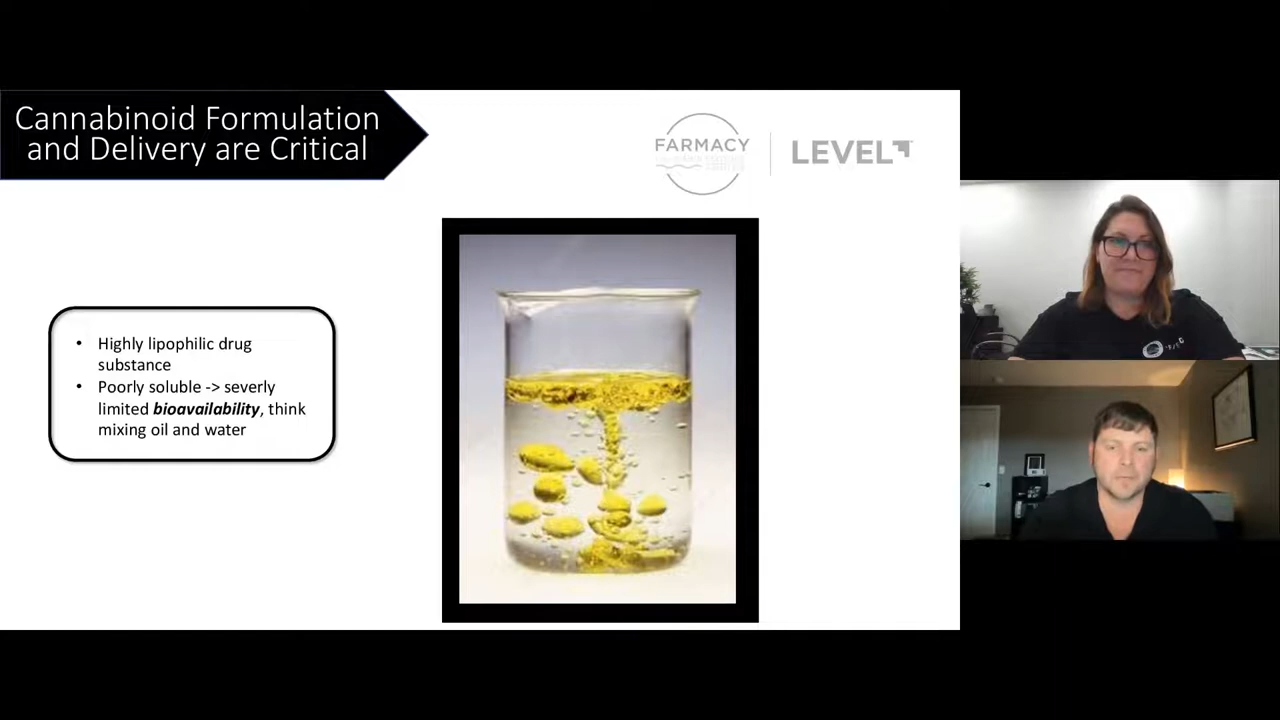 Cannabinoid Formulation
and Delivery are Critical
FARMACY
LEVEL
• Highly lipophilic drug
substance
• Poorly soluble -> severly
limited bioavailability, think
mixing oil and water